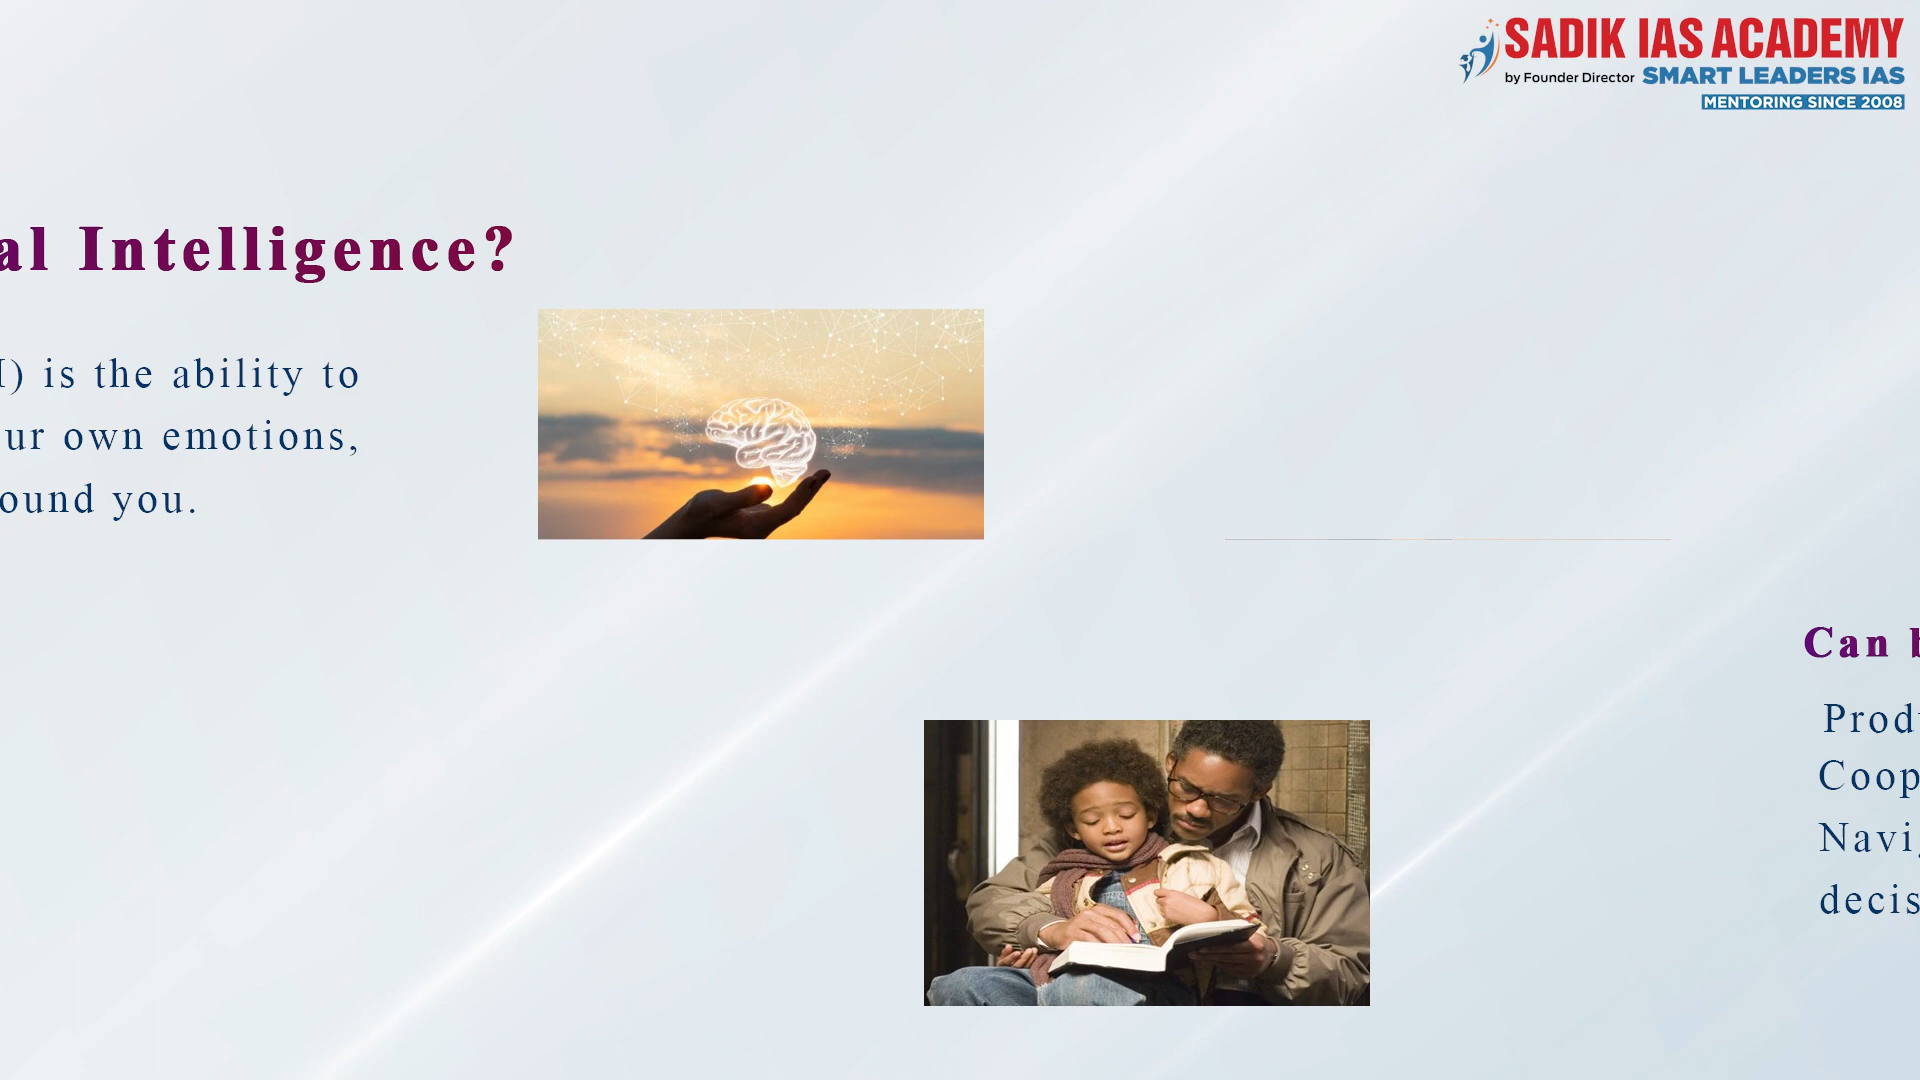 SADIK IAS ACADEMY
by Founder Director SMART LEADERS IAS
MENTORING SINCE 2008
al Intelligence?
) is the ability to
ur own emotions,
ound you.
Can
Prod
Coop
Navi
decis